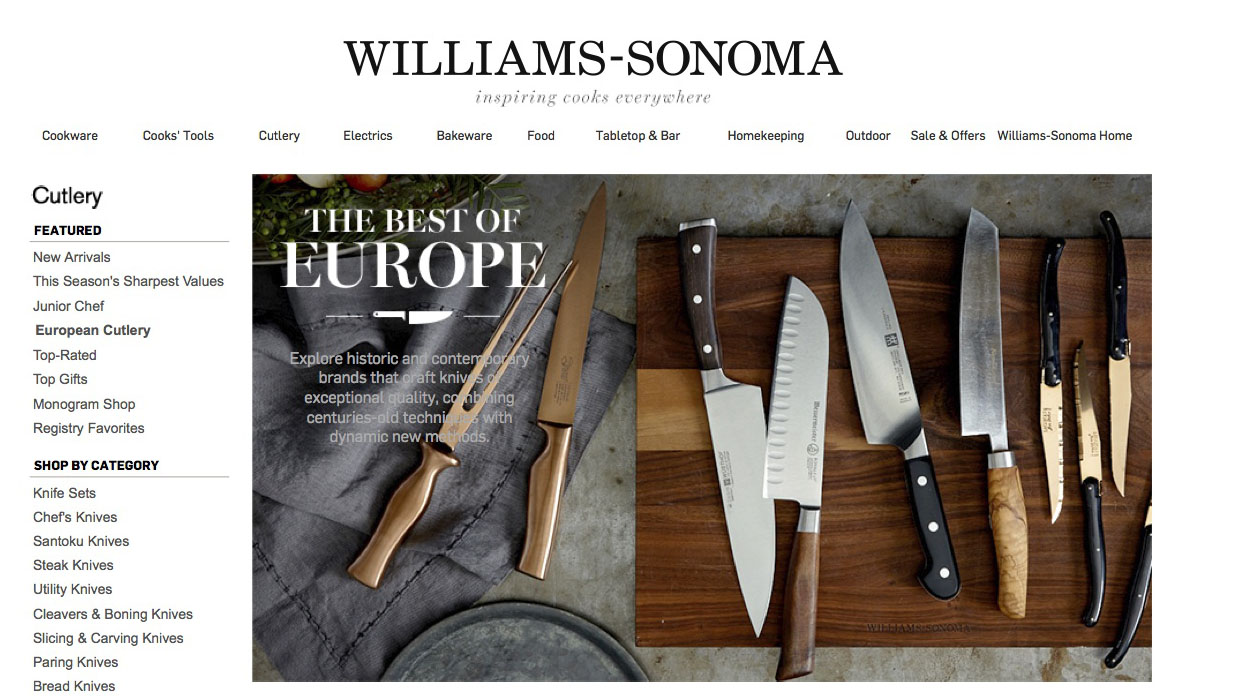 WILLIAMS-SONOMA
inspiring cooks everywhere
Cookware Cooks' Tools Cutlery Electrics Bakeware Food Tabletop & Bar Homekeeping Outdoor Sale & Offers Williams-Sonoma Home
Cutlery
FEATURED
New Arrivals
This Season's Sharpest Values
Junior Chef
European Cutlery
Top-Rated
Top Gifts
Monogram Shop
Registry Favorites
SHOP BY CATEGORY
Knife Sets
Chef's Knives
Santoku Knives
Steak Knives
Utility Knives
Cleavers & Boning Knives
Slicing & Carving Knives
Paring Knives
Bread Knives
THE BEST OF
EUROPE
Explore historic and contemporary
brands that craft knives of
exceptional quality, combining
centuries-old techniques with
dynamic new methods.
Messermeister
WILLIAMS-SONOMA